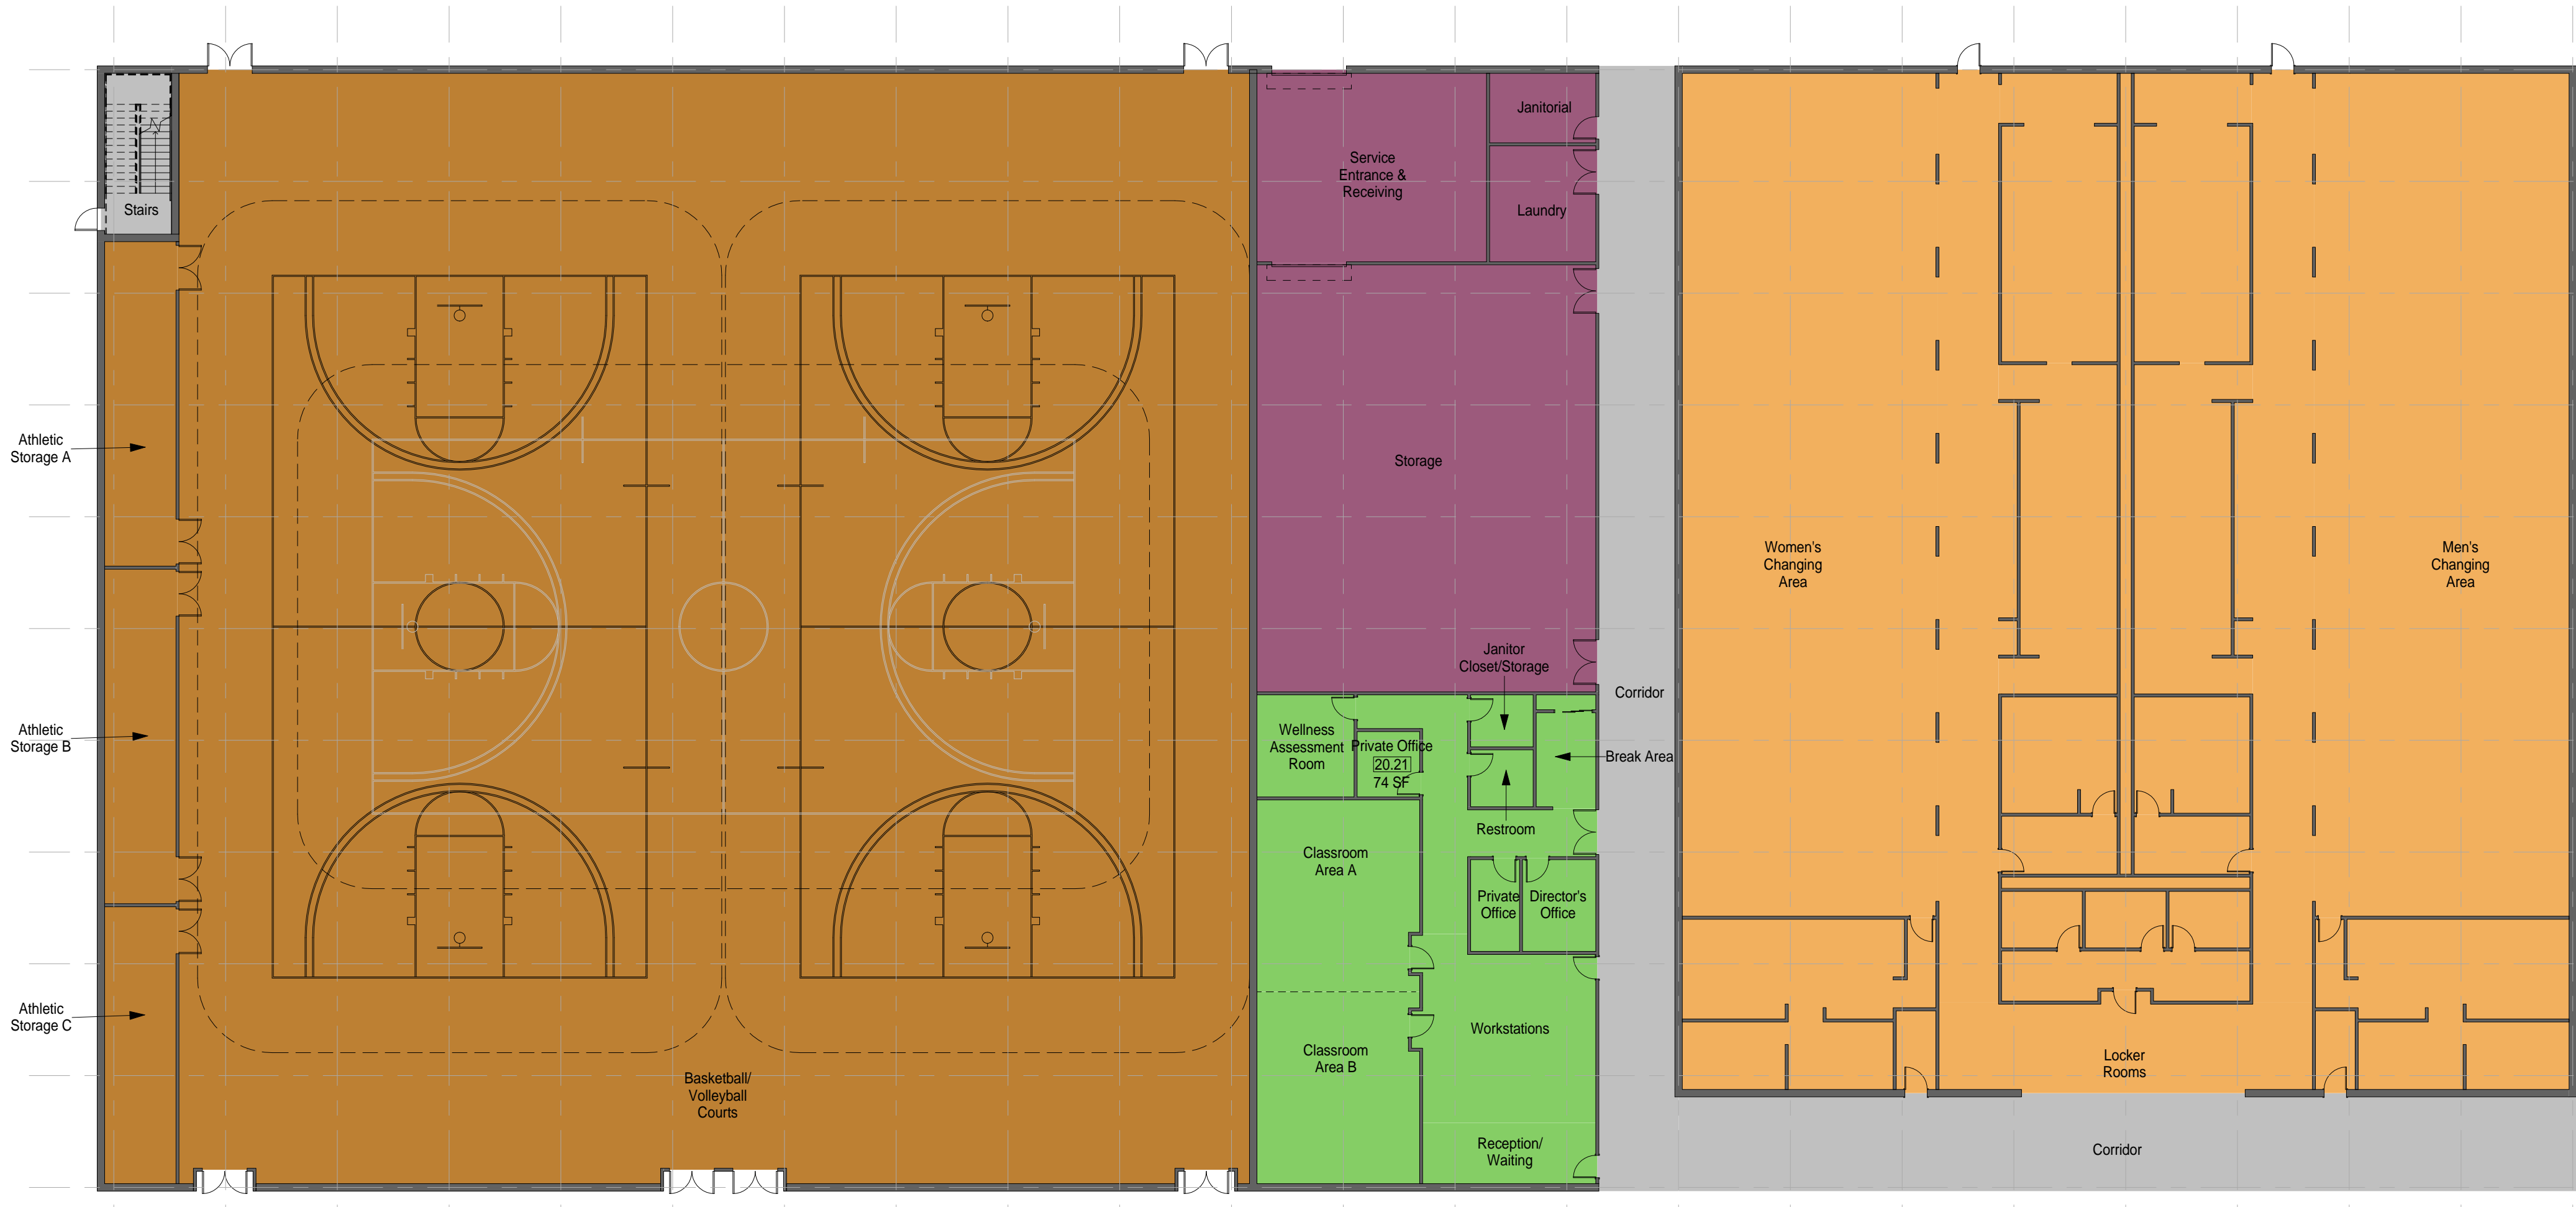 Stairs
Athletic
Storage A
Athletic
Storage B
Athletic
Storage C
Basketball/
Volleyball
Courts
Service
Entrance &
Receiving
Janitorial
Laundry
Storage
Janitor
Closet/Storage
Wellness
Assessment
Room
Private Office
20.21
74 SF
Break Area
Restroom
Classroom
Area A
Private
Office
Director's
Office
Classroom
Area B
Workstations
Reception/
Waiting
Corridor
Women's
Changing
Area
Men's
Changing
Area
Locker
Rooms
Corridor